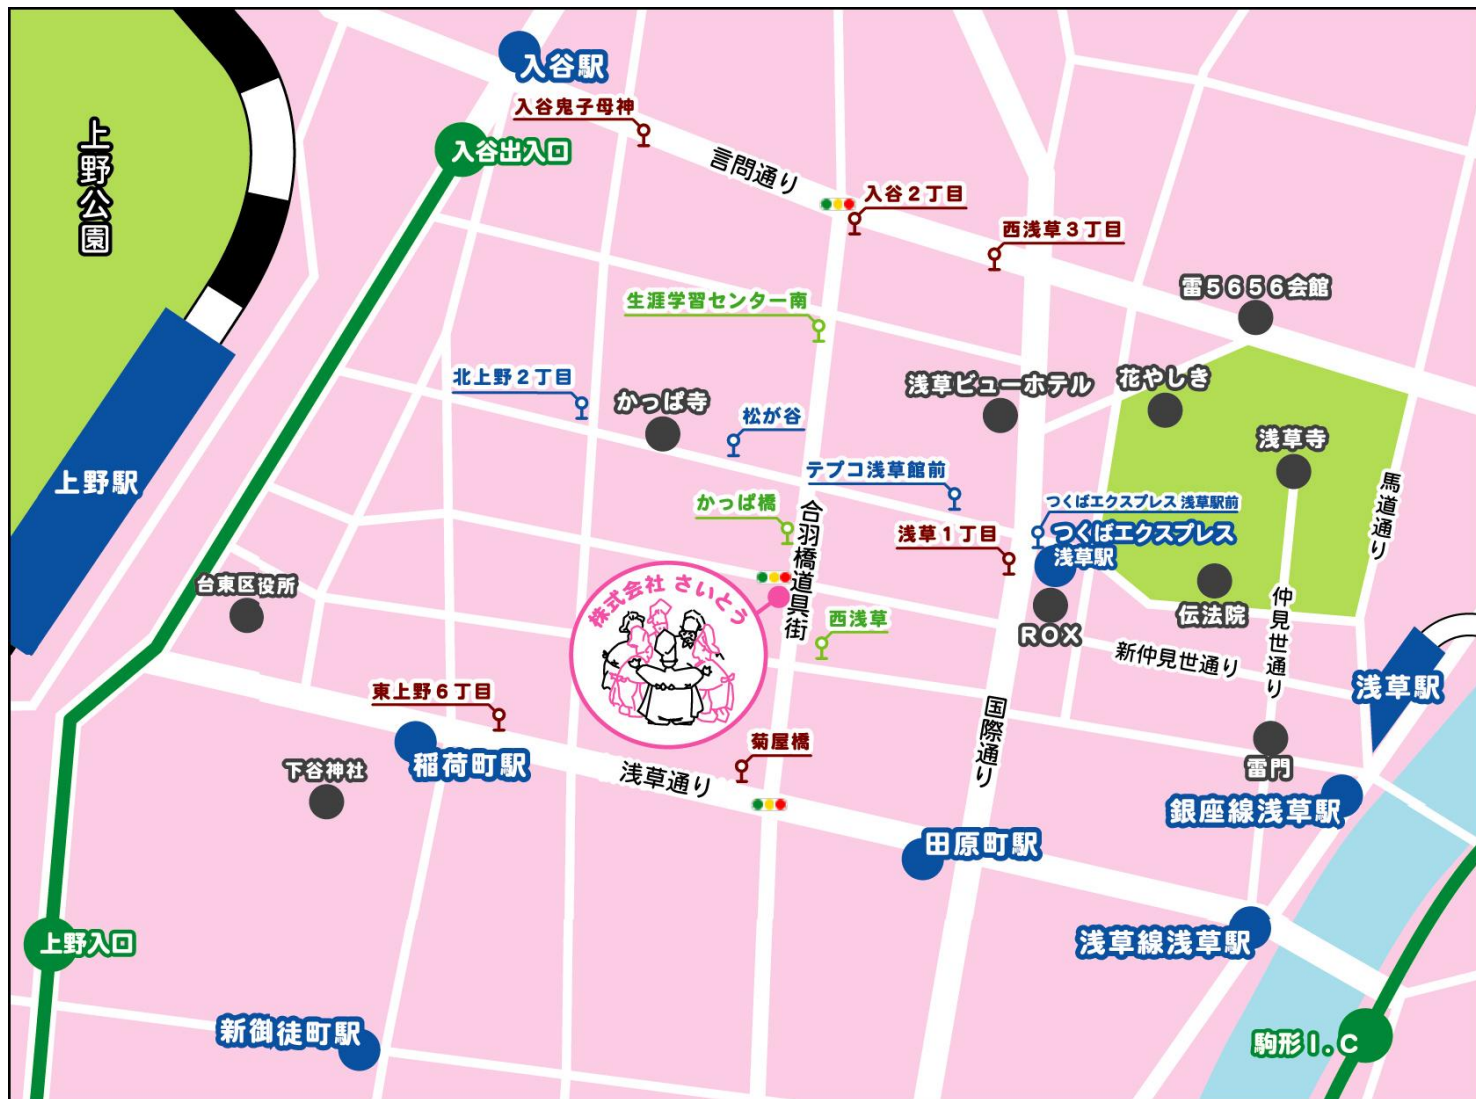 入谷駅
入谷鬼子母神
入谷出入口
上野公園
言問通り
入谷２丁目
西浅草３丁目
雷５６５６会館
生涯学習センター南
北上野２丁目
かっぱ寺
松が谷
浅草ビューホテル
花やしき
浅草寺
馬道通り
上野駅
テプコ浅草館前
かっぱ橋
合羽橋道具街
浅草１丁目
つくばエクスプレス 浅草駅前
つくばエクスプレス
浅草駅
台東区役所
株式会社 さいとう
西浅草
ROX
伝法院
仲見世通り
新仲見世通り
浅草駅
東上野６丁目
稲荷町駅
下谷神社
浅草通り
菊屋橋
国際通り
雷門
銀座線浅草駅
田原町駅
浅草線浅草駅
上野入口
新御徒町駅
駒形Ｉ.Ｃ